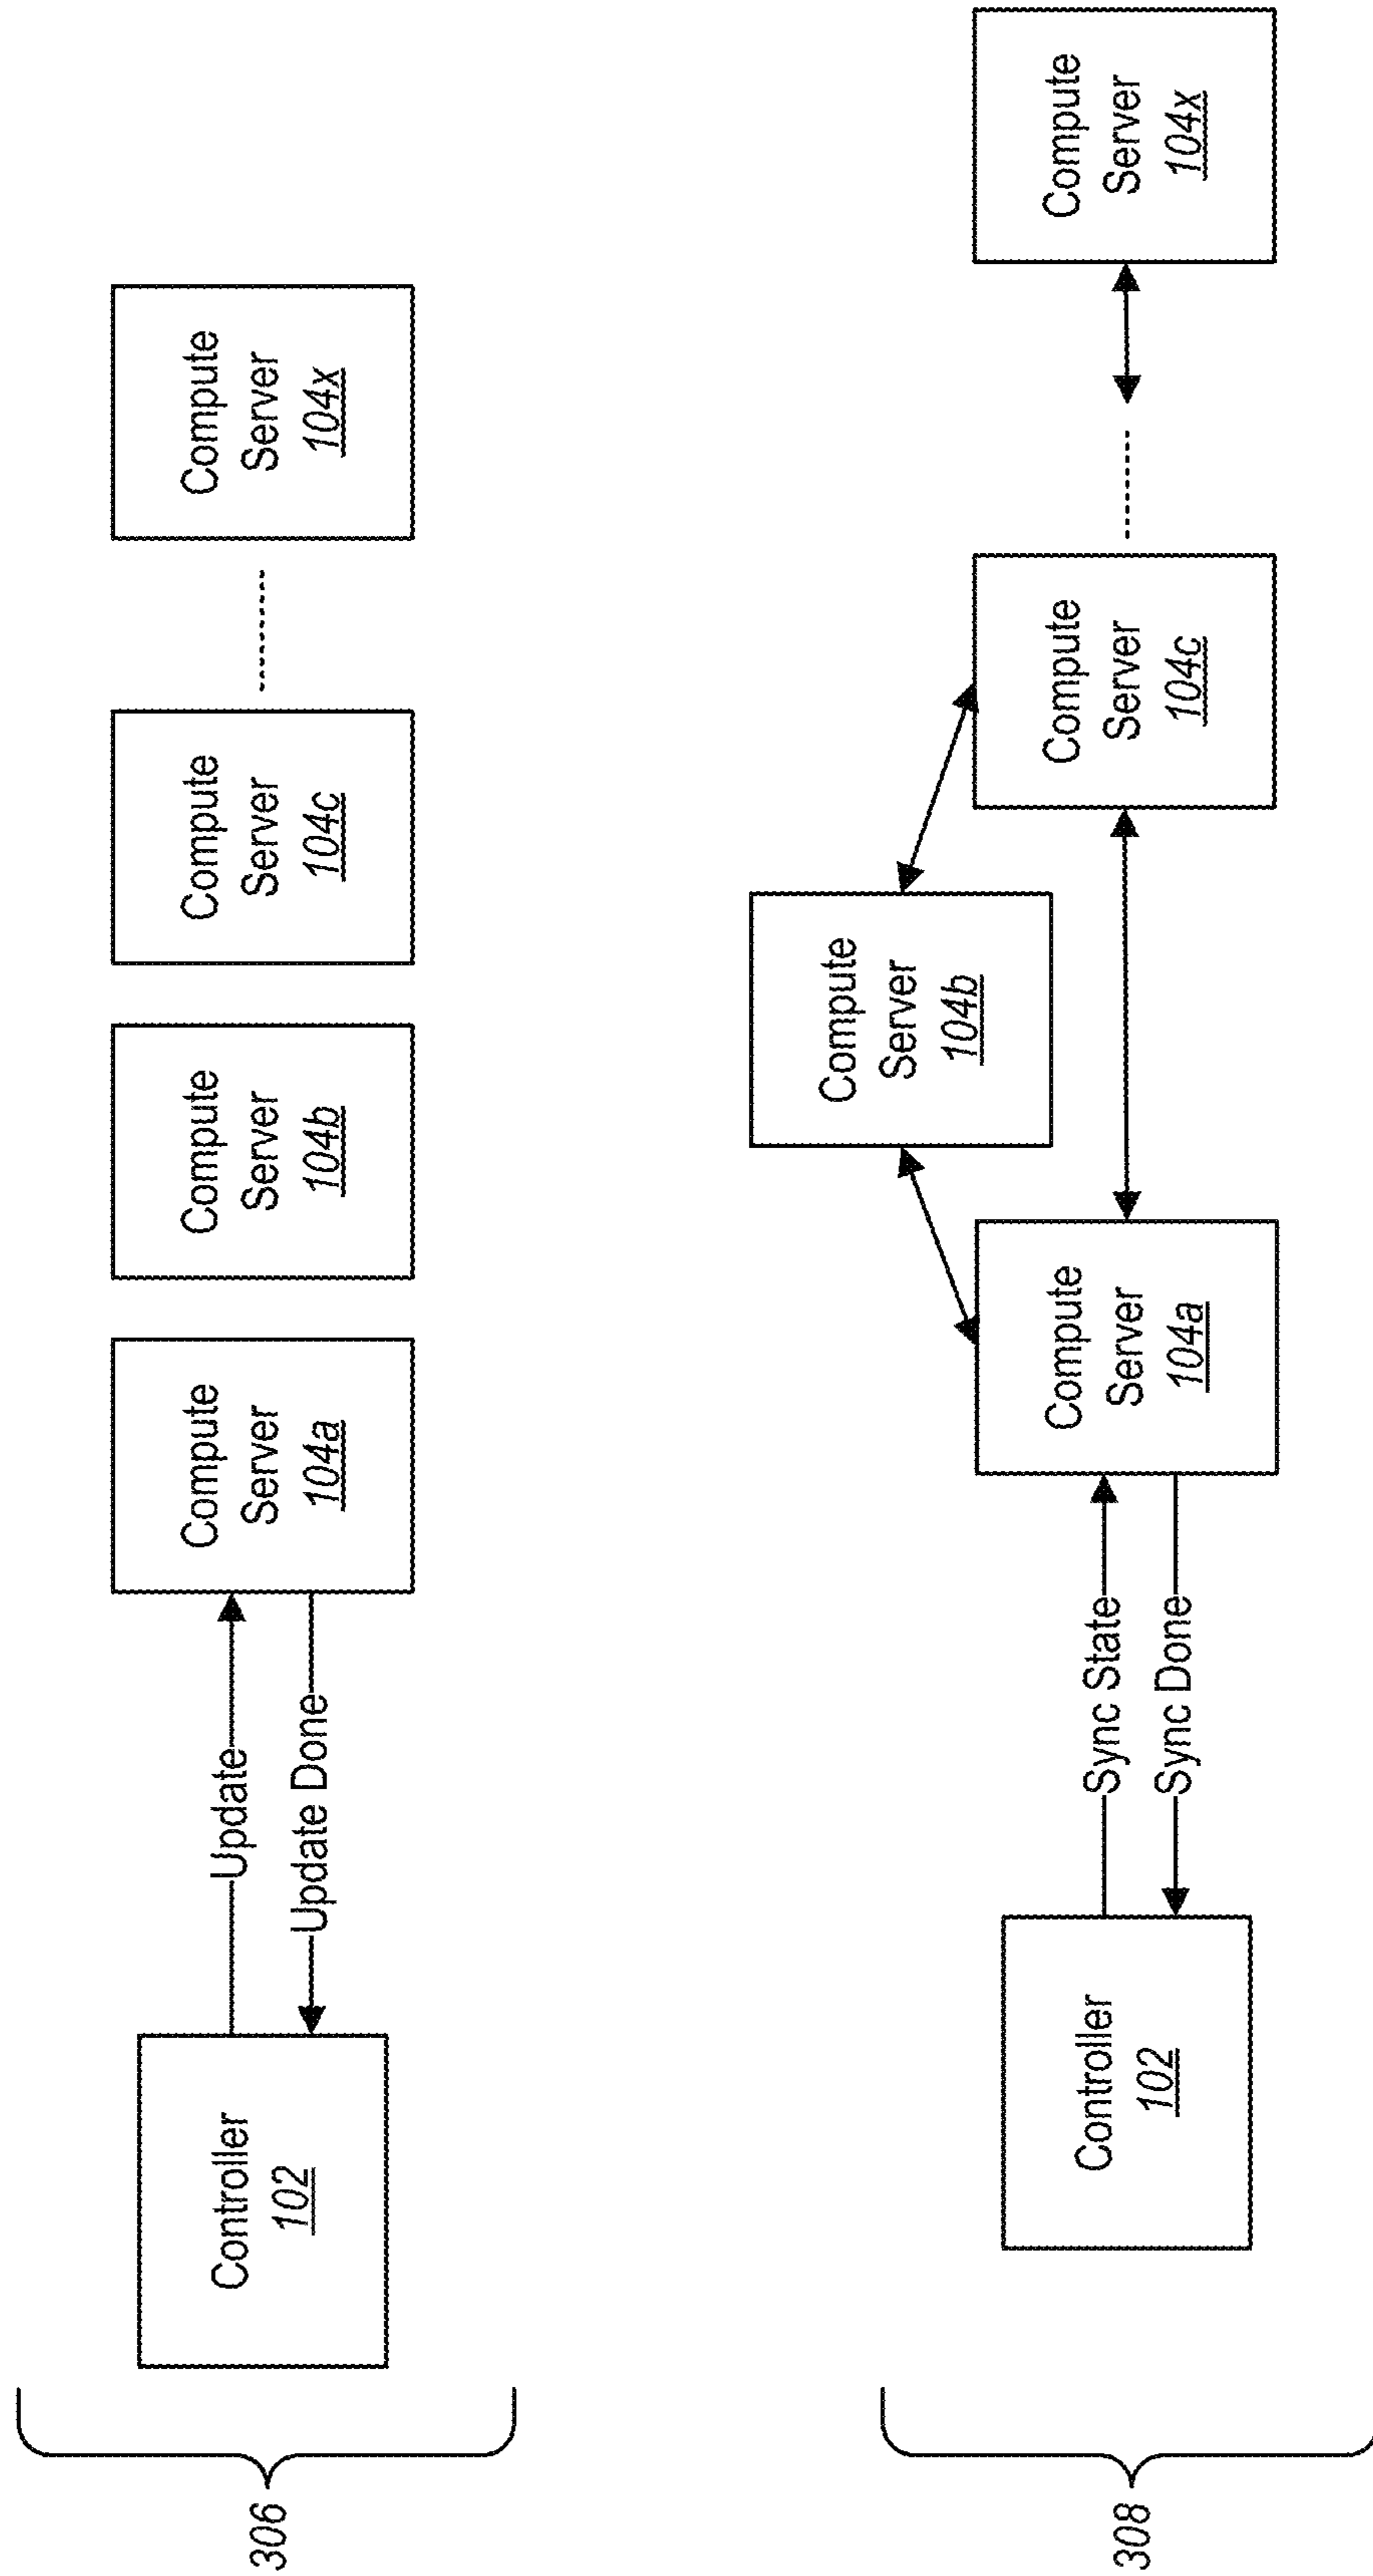 306
Controller
102
Update
Update Done
Compute
Server
104a
Compute
Server
104b
Compute
Server
104c
Compute
Server
104x
308
Controller
102
Sync State
Sync Done
Compute
Server
104a
Compute
Server
104b
Compute
Server
104c
Compute
Server
104x